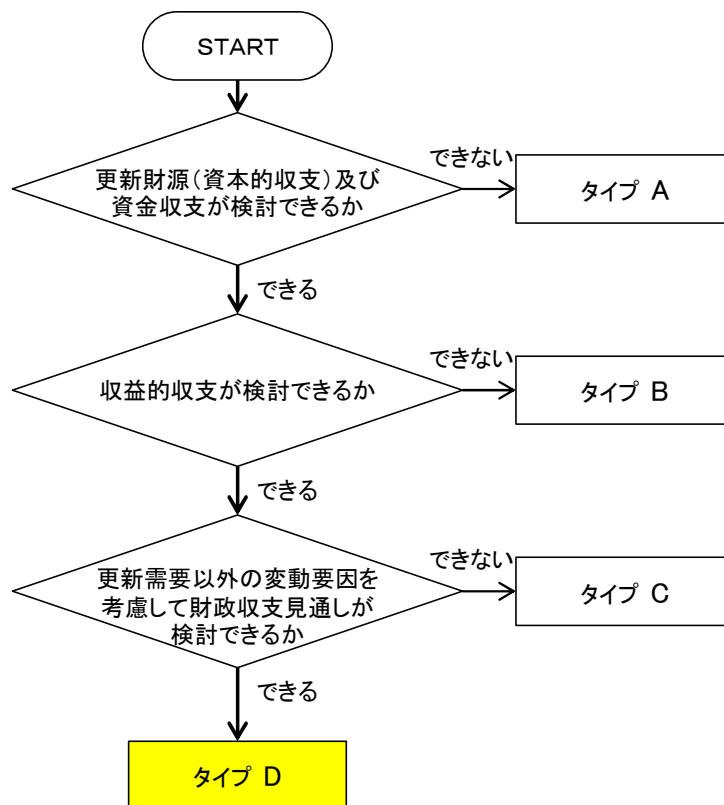 START
更新財源(資本的収支)及び
資金収支が検討できるか
できない
タイプ A
できる
収益的収支が検討できるか
できない
タイプ B
できる
更新需要以外の変動要因を
考慮して財政収支見通しが
検討できるか
できない
タイプ C
できる
タイプ D